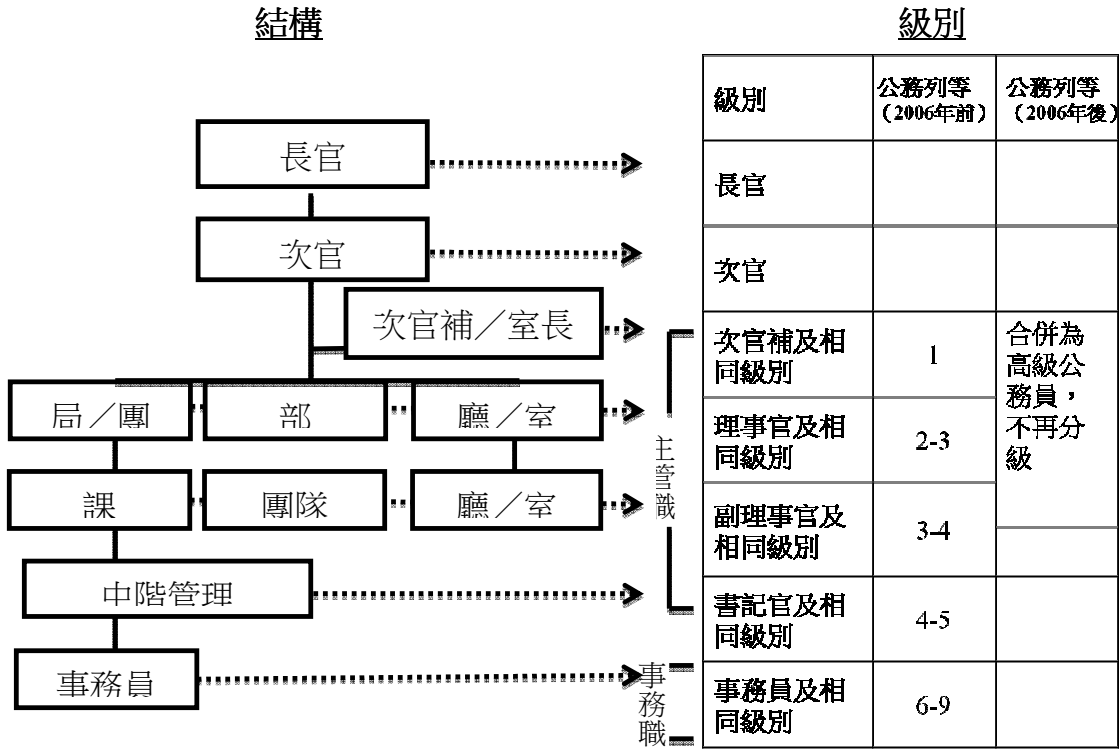 結構
級別
長官
次官
次官補／室長
局／團
部
廳／室
課
團隊
廳／室
中階管理
事務員
主管職
事務職
級別
公務列等
（2006年前）
公務列等
（2006年後）
長官
次官
次官補及相
同級別
1
合併為
高級公
務員，
不再分
級
理事官及相
同級別
2-3
副理事官及
相同級別
3-4
書記官及相
同級別
4-5
事務員及相
同級別
6-9